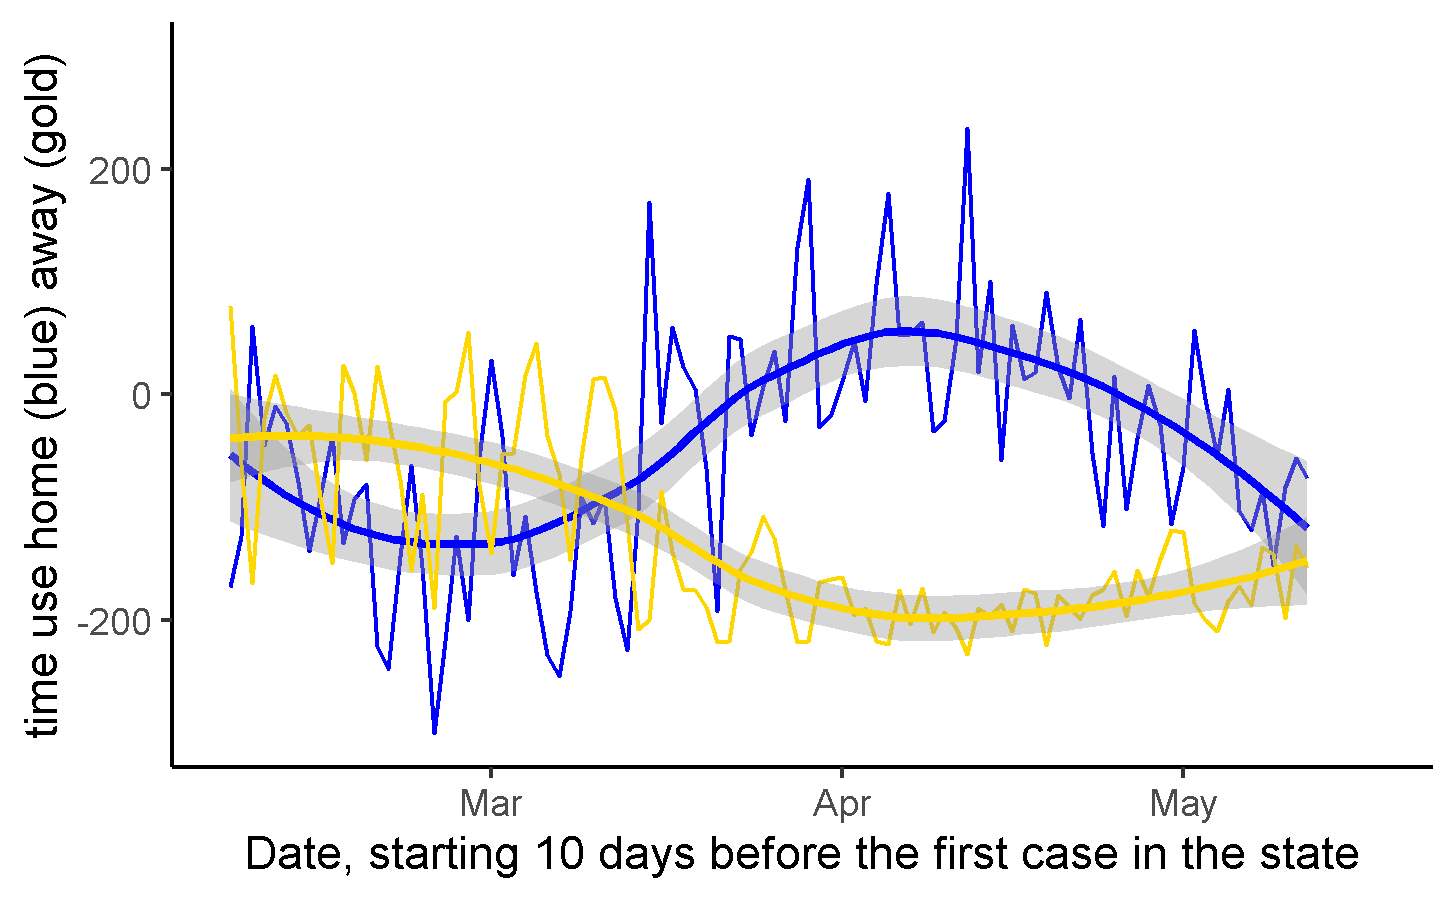 time use home (blue) away (gold)
200
0
-200
Mar Apr May
Date, starting 10 days before the first case in the state